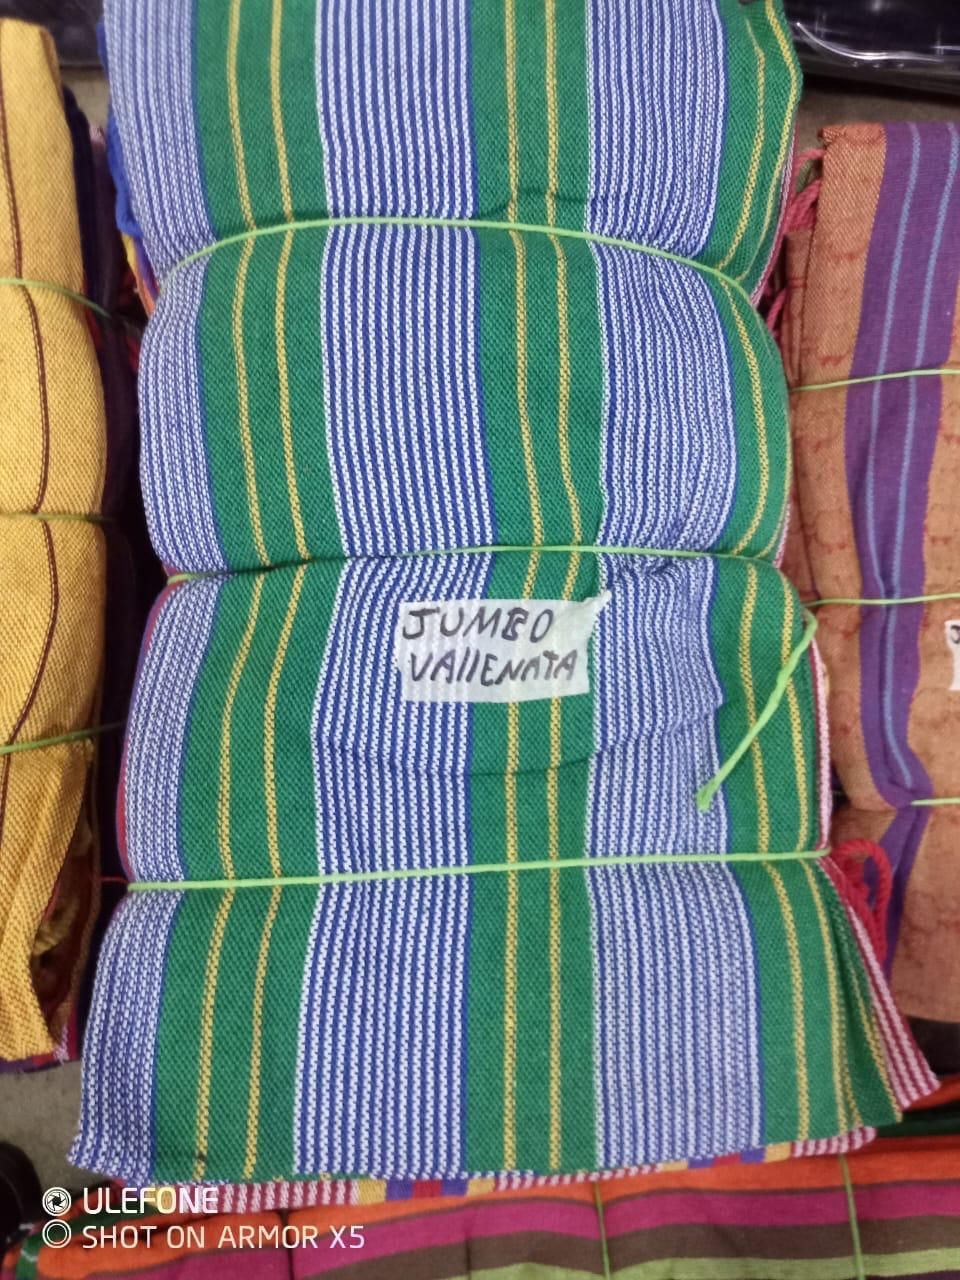 JUMBO
VAllENATA
ULEFONE
SHOT ON ARMOR X5